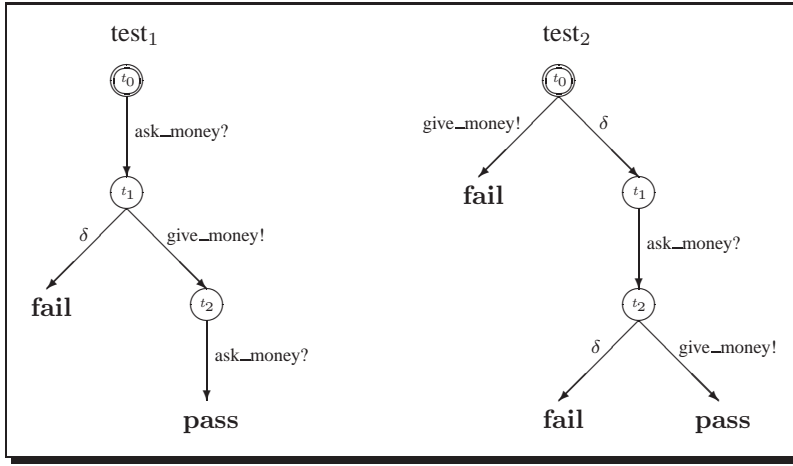 test₁ test₂
t₀ t₀
give_money! δ
ask_money?
t₁ fail t₁
δ give_money! ask_money?
fail t₂ t₂
ask_money? δ give_money!
pass fail pass